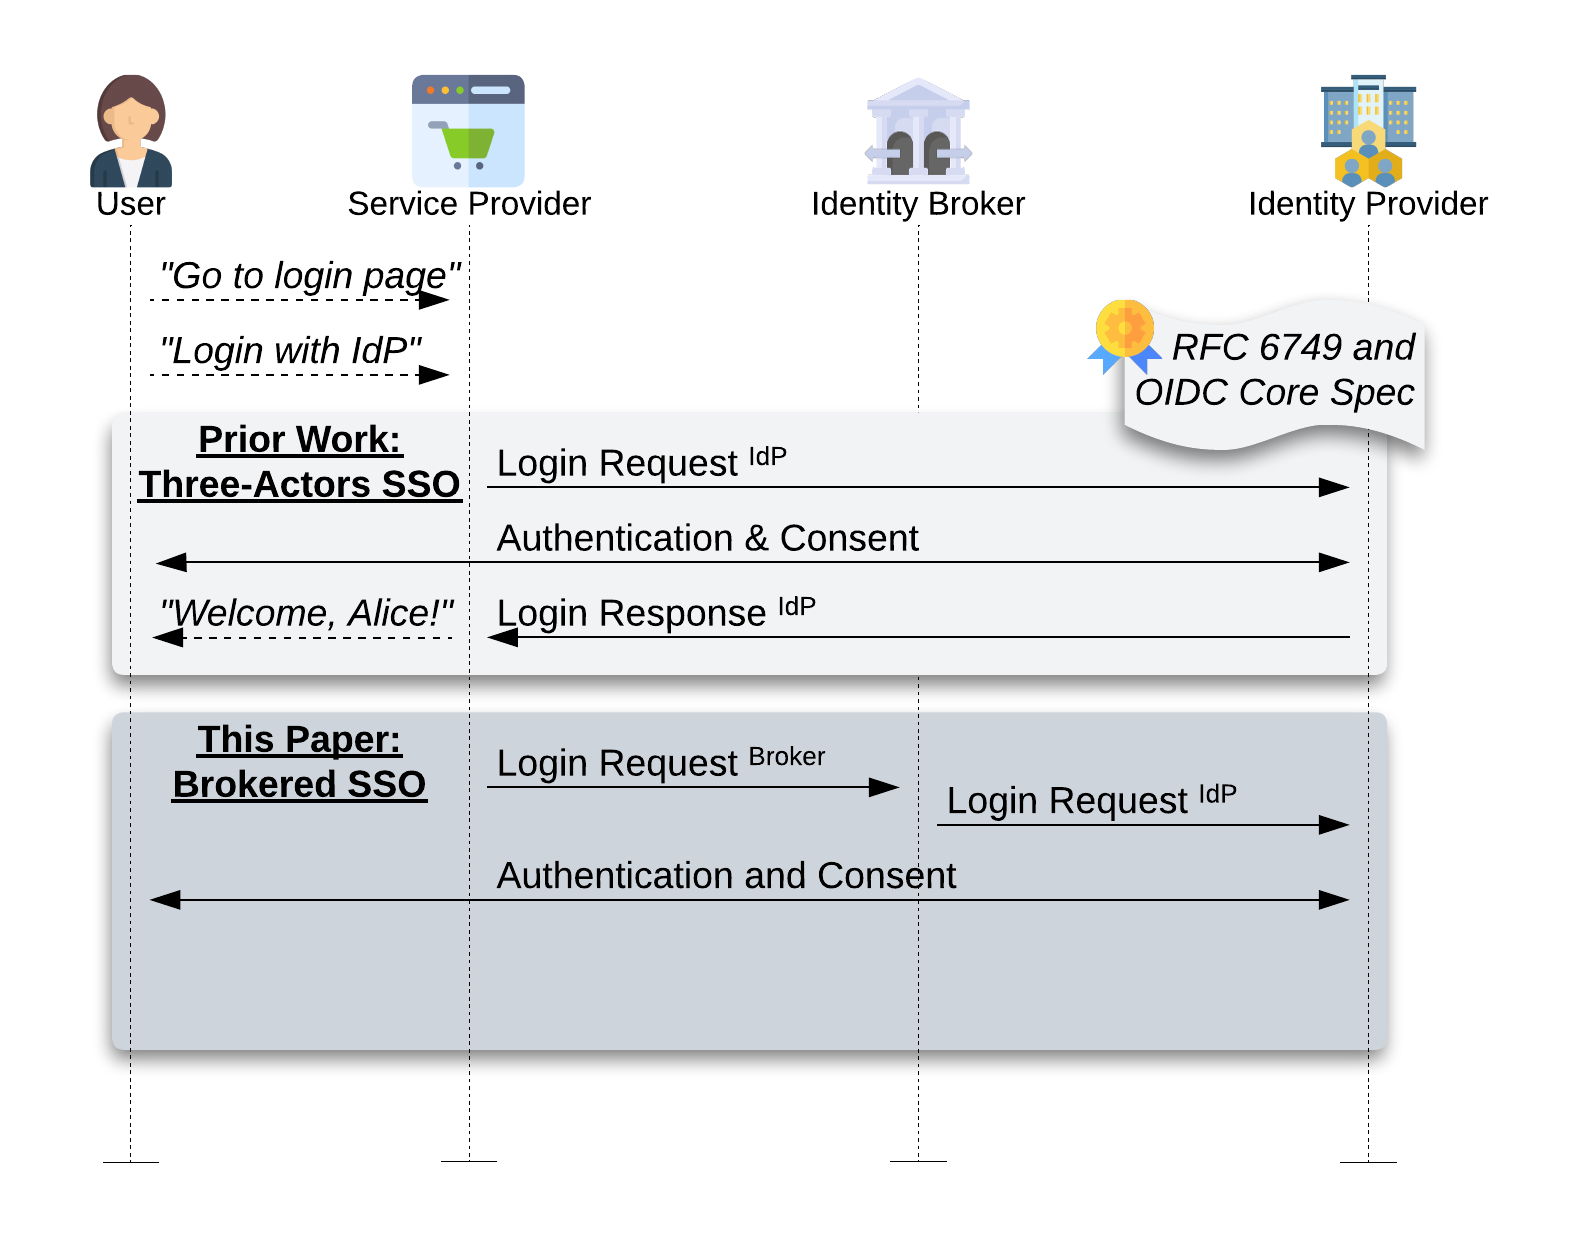 User
Service Provider
Identity Broker
Identity Provider
"Go to login page"
"Login with IdP"
RFC 6749 and
OIDC Core Spec
Prior Work:
Three-Actors SSO
Login Request IdP
Authentication & Consent
"Welcome, Alice!"
Login Response IdP
This Paper:
Brokered SSO
Login Request Broker
Login Request IdP
Authentication and Consent